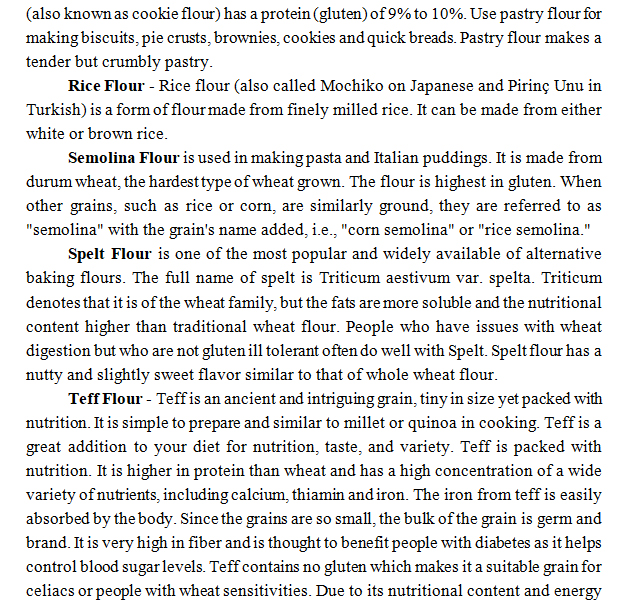 (also known as cookie flour) has a protein (gluten) of 9% to 10%. Use pastry flour for
making biscuits, pie crusts, brownies, cookies and quick breads. Pastry flour makes a
tender but crumbly pastry.
Rice Flour - Rice flour (also called Mochiko on Japanese and Pirinç Unu in
Turkish) is a form of flour made from finely milled rice. It can be made from either
white or brown rice.
Semolina Flour is used in making pasta and Italian puddings. It is made from
durum wheat, the hardest type of wheat grown. The flour is highest in gluten. When
other grains, such as rice or corn, are similarly ground, they are referred to as
"semolina" with the grain's name added, i.e., "corn semolina" or "rice semolina."
Spelt Flour is one of the most popular and widely available of alternative
baking flours. The full name of spelt is Triticum aestivum var. spelta. Triticum
denotes that it is of the wheat family, but the fats are more soluble and the nutritional
content higher than traditional wheat flour. People who have issues with wheat
digestion but who are not gluten ill tolerant often do well with Spelt. Spelt flour has a
nutty and slightly sweet flavor similar to that of whole wheat flour.
Teff Flour - Teff is an ancient and intriguing grain, tiny in size yet packed with
nutrition. It is simple to prepare and similar to millet or quinoa in cooking. Teff is a
great addition to your diet for nutrition, taste, and variety. Teff is packed with
nutrition. It is higher in protein than wheat and has a high concentration of a wide
variety of nutrients, including calcium, thiamin and iron. The iron from teff is easily
absorbed by the body. Since the grains are so small, the bulk of the grain is germ and
brand. It is very high in fiber and is thought to benefit people with diabetes as it helps
control blood sugar levels. Teff contains no gluten which makes it a suitable grain for
celiacs or people with wheat sensitivities. Due to its nutritional content and energy